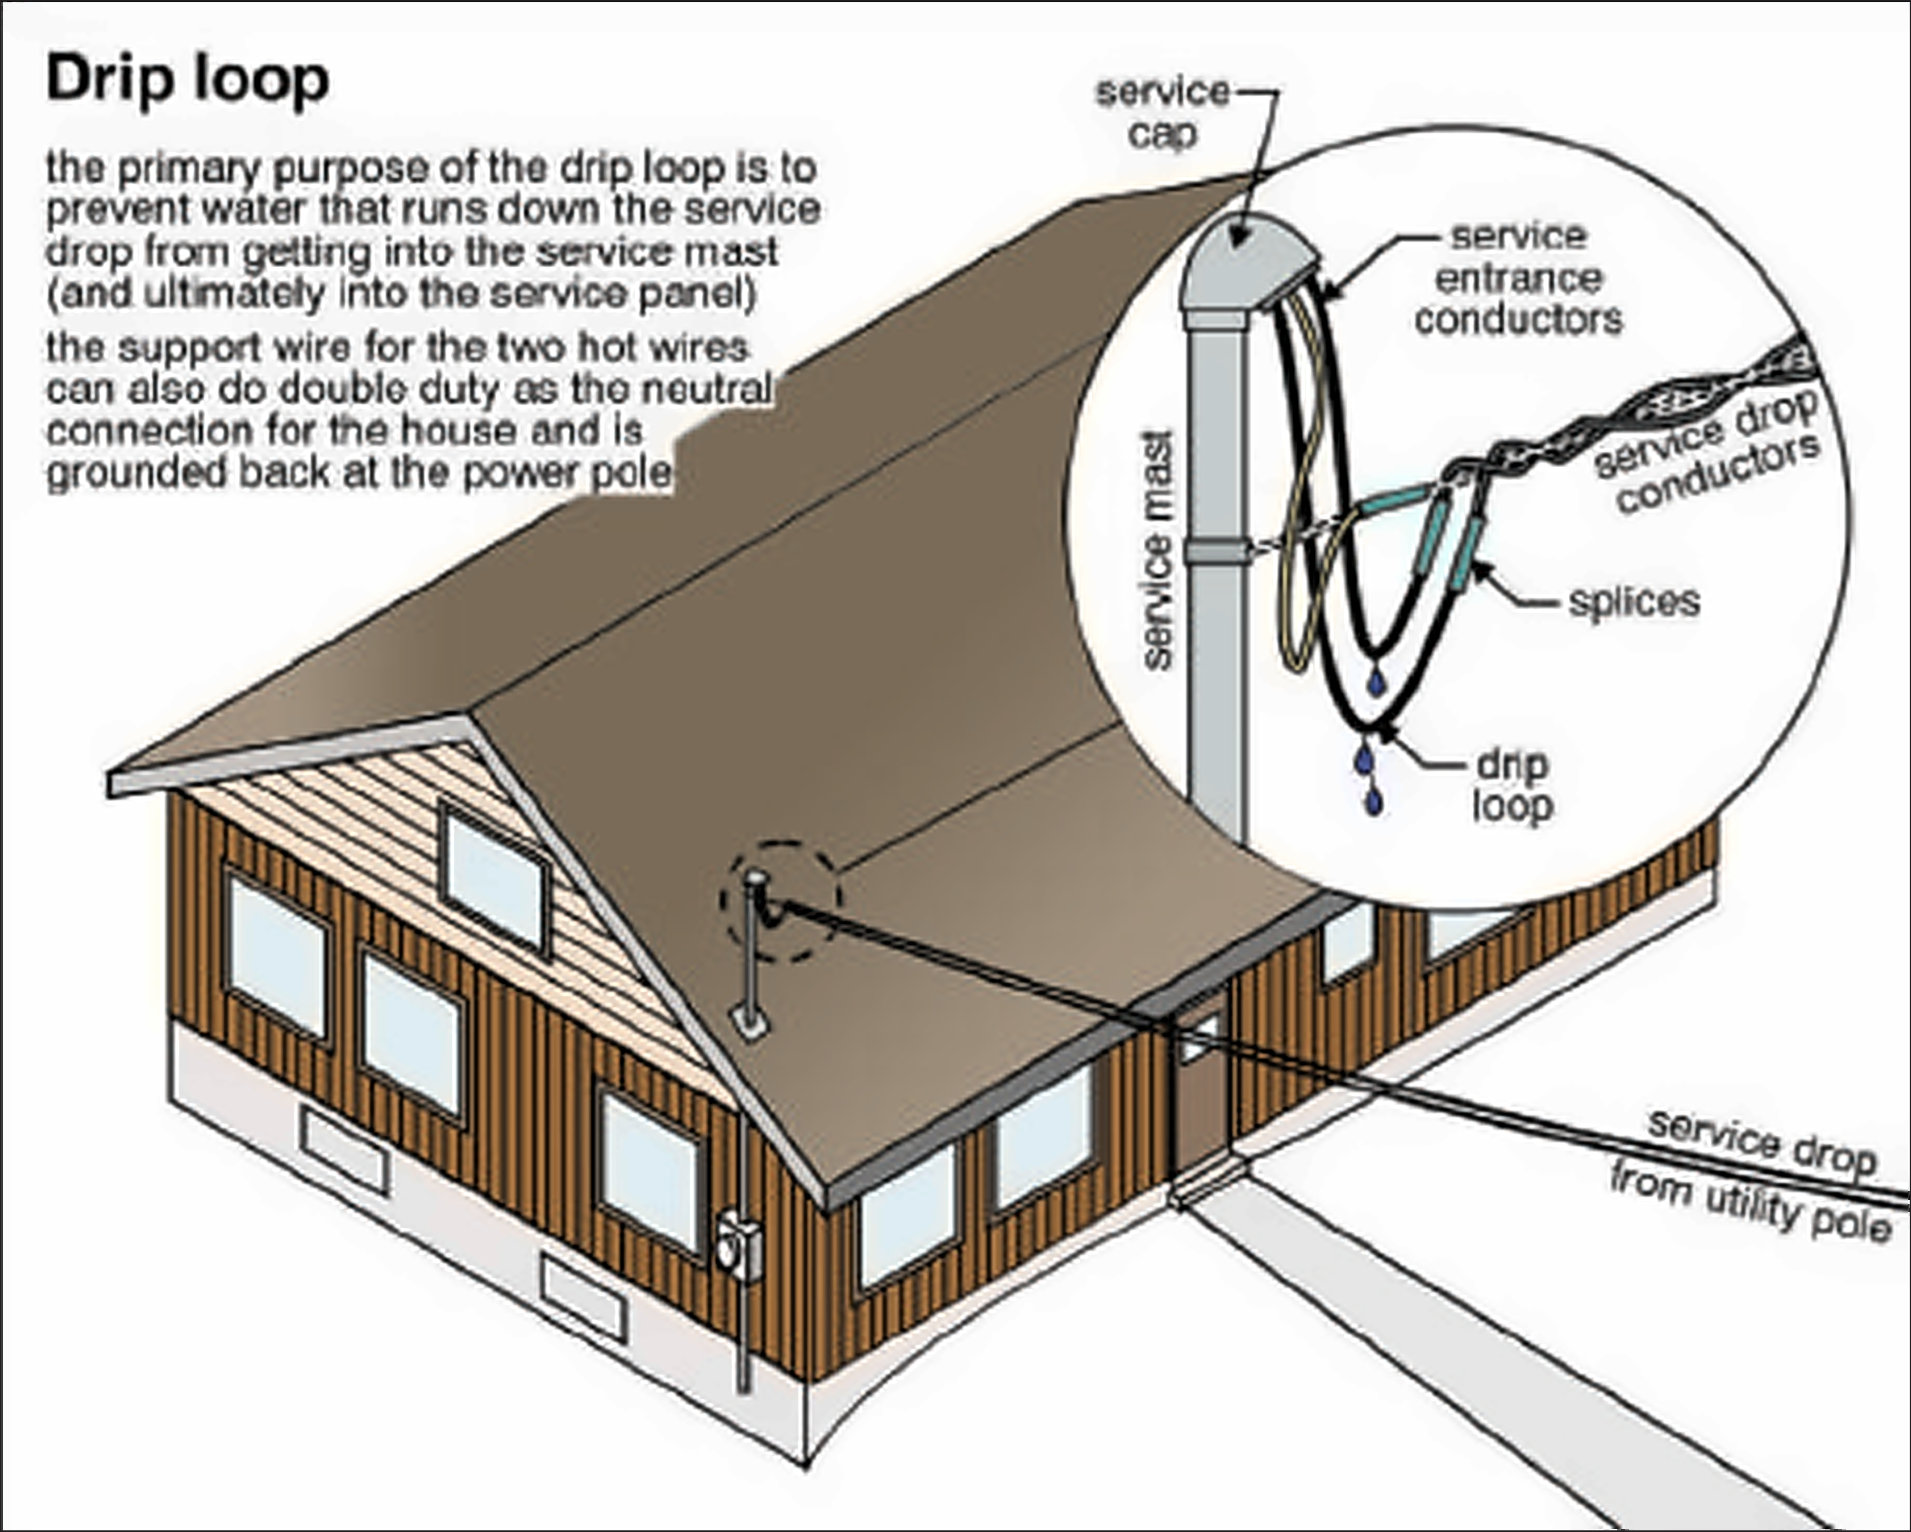 Drip loop
the primary purpose of the drip loop is to
prevent water that runs down the service
drop from getting into the service mast
(and ultimately into the service panel)
the support wire for the two hot wires
can also do double duty as the neutral
connection for the house and is
grounded back at the power pole
service
cap
service
entrance
conductors
service drop
conductors
service mast
splices
drip
loop
service drop
from utility pole